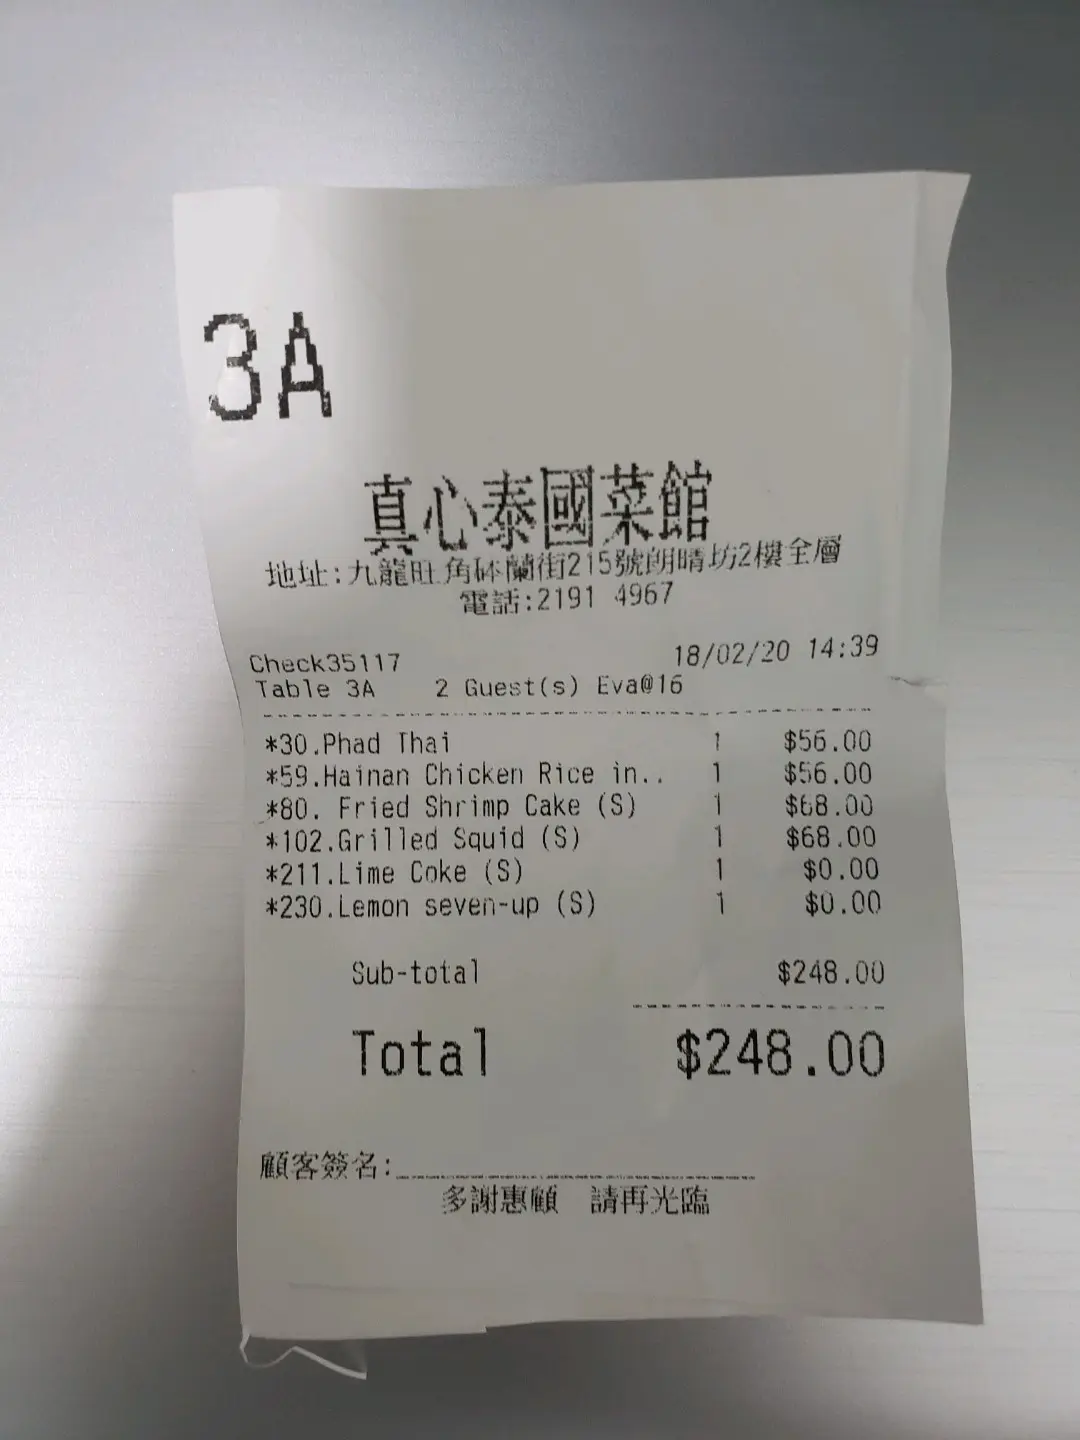 3A
真心泰國菜館
地址:九龍旺角砵蘭街215號朗晴坊2樓全層
電話:2191 4967
Check35117 18/02/20 14:39
Table 3A 2 Guest(s) Eva@16
*30.Phad Thai 1 $56.00
*59.Hainan Chicken Rice in.. 1 $56.00
*80. Fried Shrimp Cake (S) 1 $68.00
*102.Grilled Squid (S) 1 $68.00
*211.Lime Coke (S) 1 $0.00
*230.Lemon seven-up (S) 1 $0.00
Sub-total $248.00
Total $248.00
顧客簽名:
多謝惠顧 請再光臨